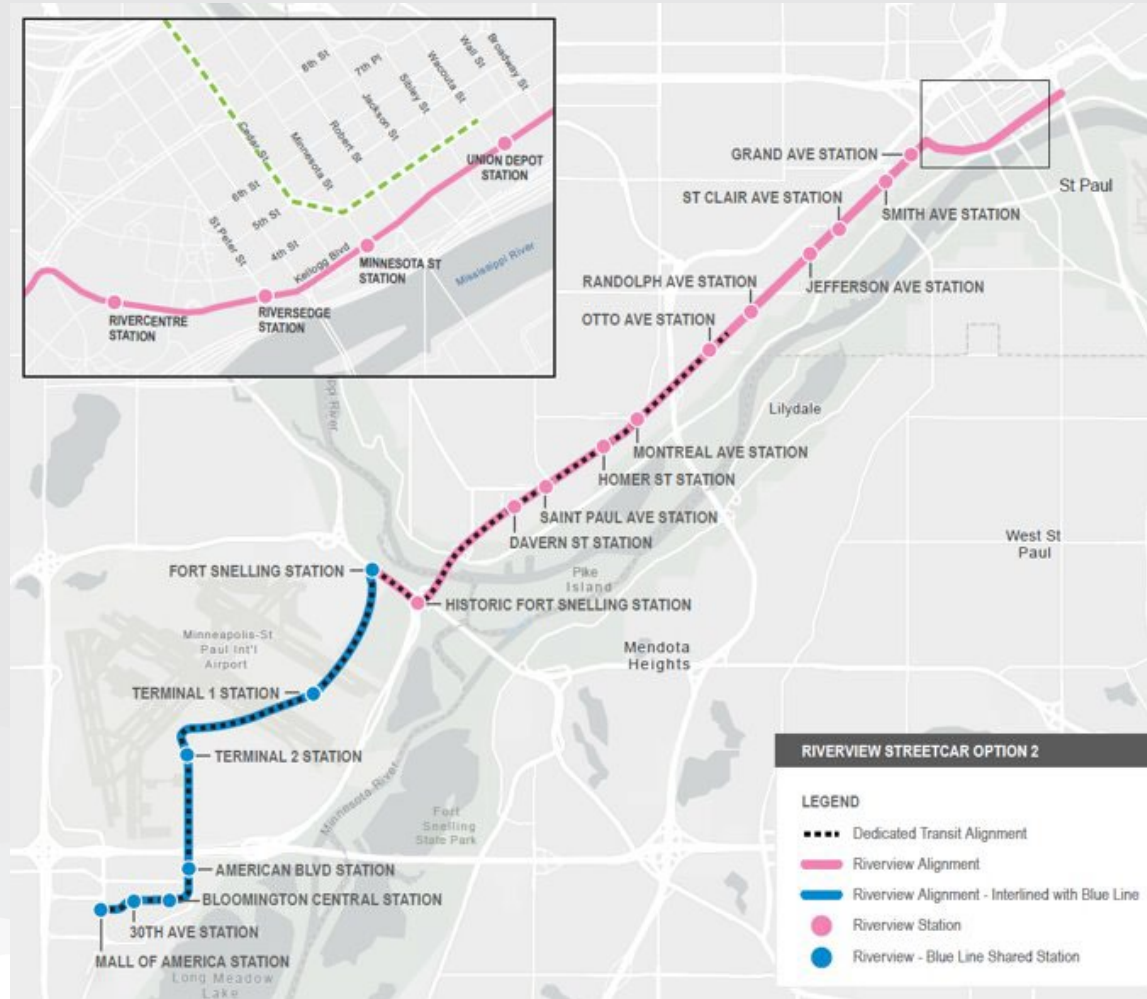 6th St
7th Pl
Sibley St
Wacouta St
Wall St
Broadway St
Jackson St
Robert St
Minnesota St
Cedar St
UNION DEPOT
STATION
6th St
5th St
4th St
St Peter St
Kellogg Blvd
MINNESOTA ST
STATION
Mississippi River
RIVERCENTRE
STATION
RIVERSEDGE
STATION
GRAND AVE STATION
St Paul
ST CLAIR AVE STATION
SMITH AVE STATION
RANDOLPH AVE STATION
JEFFERSON AVE STATION
OTTO AVE STATION
ppi River
Lilydale
MONTREAL AVE STATION
HOMER ST STATION
SAINT PAUL AVE STATION
DAVERN ST STATION
West St
Paul
FORT SNELLING STATION
Pike
Island
HISTORIC FORT SNELLING STATION
Minneapolis-St
Paul Int'l
Airport
Mendota
Heights
TERMINAL 1 STATION
TERMINAL 2 STATION
Minnesota River
Fort
Snelling
State Park
AMERICAN BLVD STATION
BLOOMINGTON CENTRAL STATION
30TH AVE STATION
MALL OF AMERICA STATION
Long Meadow
Lake
RIVERVIEW STREETCAR OPTION 2
LEGEND
Dedicated Transit Alignment
Riverview Alignment
Riverview Alignment - Interlined with Blue Line
Riverview Station
Riverview - Blue Line Shared Station